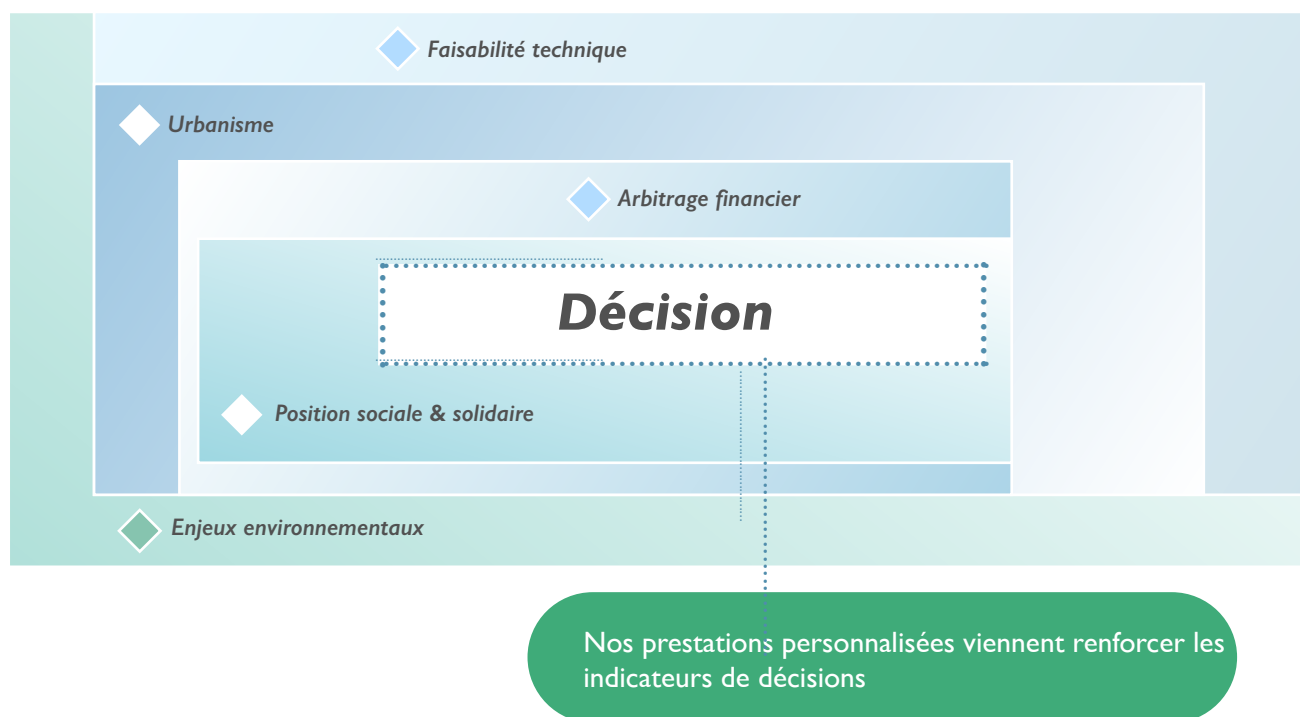 Faisabilité technique
Urbanisme
Arbitrage financier
Décision
Position sociale & solidaire
Enjeux environnementaux
Nos prestations personnalisées viennent renforcer les
indicateurs de décisions